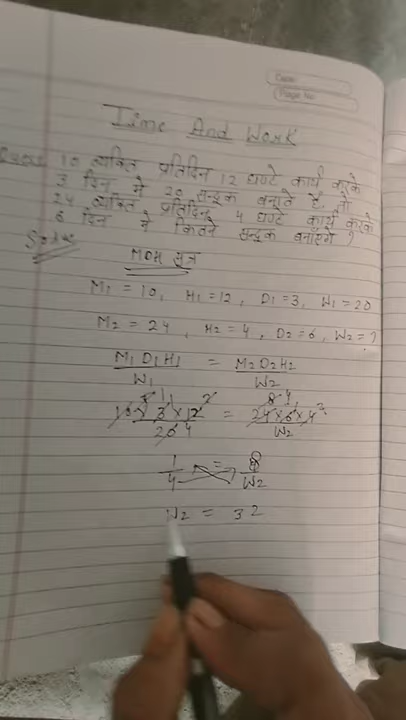 Date
Page No.
Time And Work
10 व्यक्ति प्रतिदिन 12 घण्टे कार्य करके
3 दिन में 20 सन्दूक बनाते है, तो
24 व्यक्ति प्रतिदिन, 4 घण्टे कार्य करके
6 दिन में कितने सन्दूक बनाएंगे ?
MDH सूत्र
M1 = 10, H1 = 12, D1 = 3, W1 = 20
M2 = 24, H2 = 4, D2 = 6, W2 = ?
M1 D1 H1 / W1 = M2 D2 H2 / W2
10 × 3 × 12 / 20 = 24 × 6 × 4 / W2
1 / 4 = 8 / W2
W2 = 32